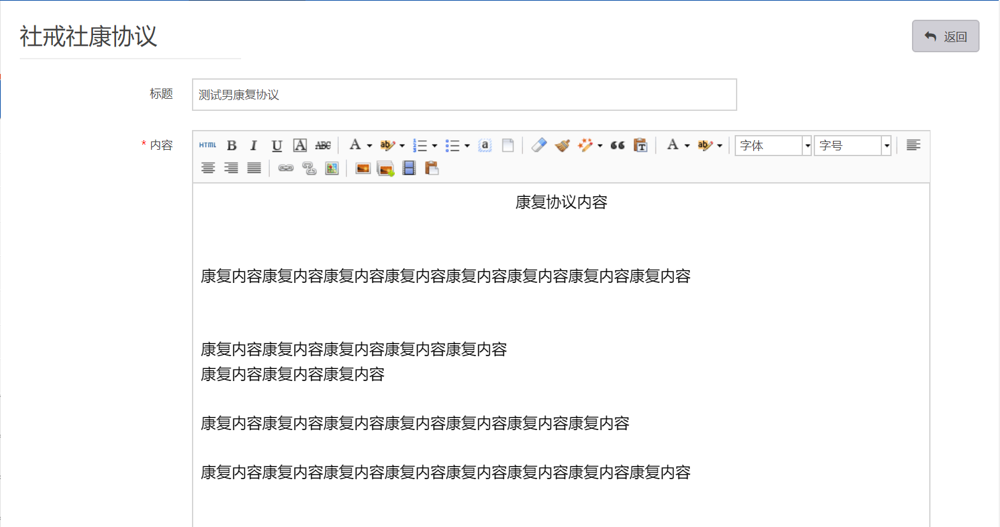 社戒社康协议
返回
标题
测试男康复协议
* 内容
HTML B I U A ABC A ab 1 2 3 a A ab 字体 字号
康复协议内容
康复内容康复内容康复内容康复内容康复内容康复内容康复内容康复内容
康复内容康复内容康复内容康复内容康复内容
康复内容康复内容康复内容
康复内容康复内容康复内容康复内容康复内容康复内容康复内容
康复内容康复内容康复内容康复内容康复内容康复内容康复内容康复内容